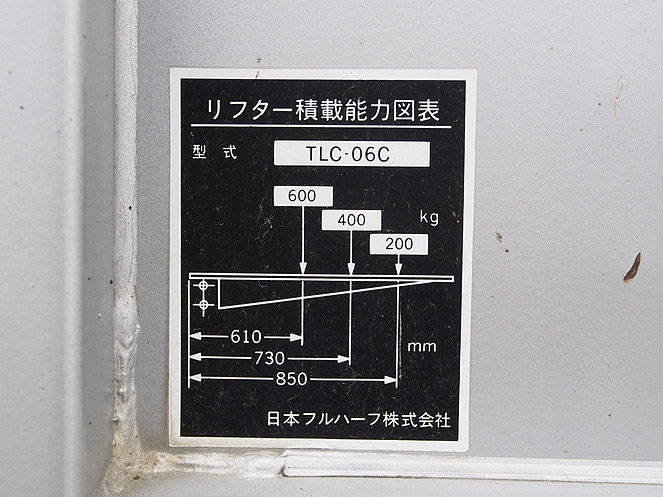 リフター積載能力図表
型式 TLC-06C
600
400 kg
200
610
730 mm
850
日本フルハーフ株式会社